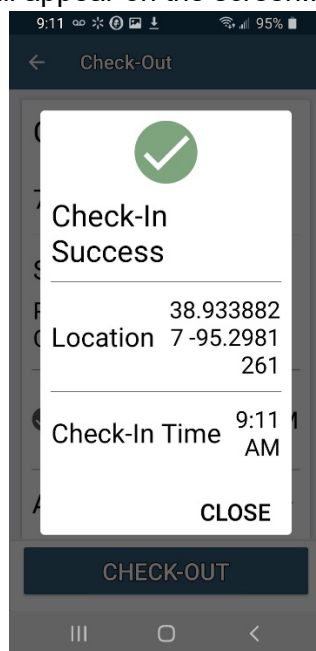 9:11 95%
Check-Out
Check-In
Success
38.933882
Location 7 -95.2981
261
Check-In Time 9:11
AM
CLOSE
CHECK-OUT